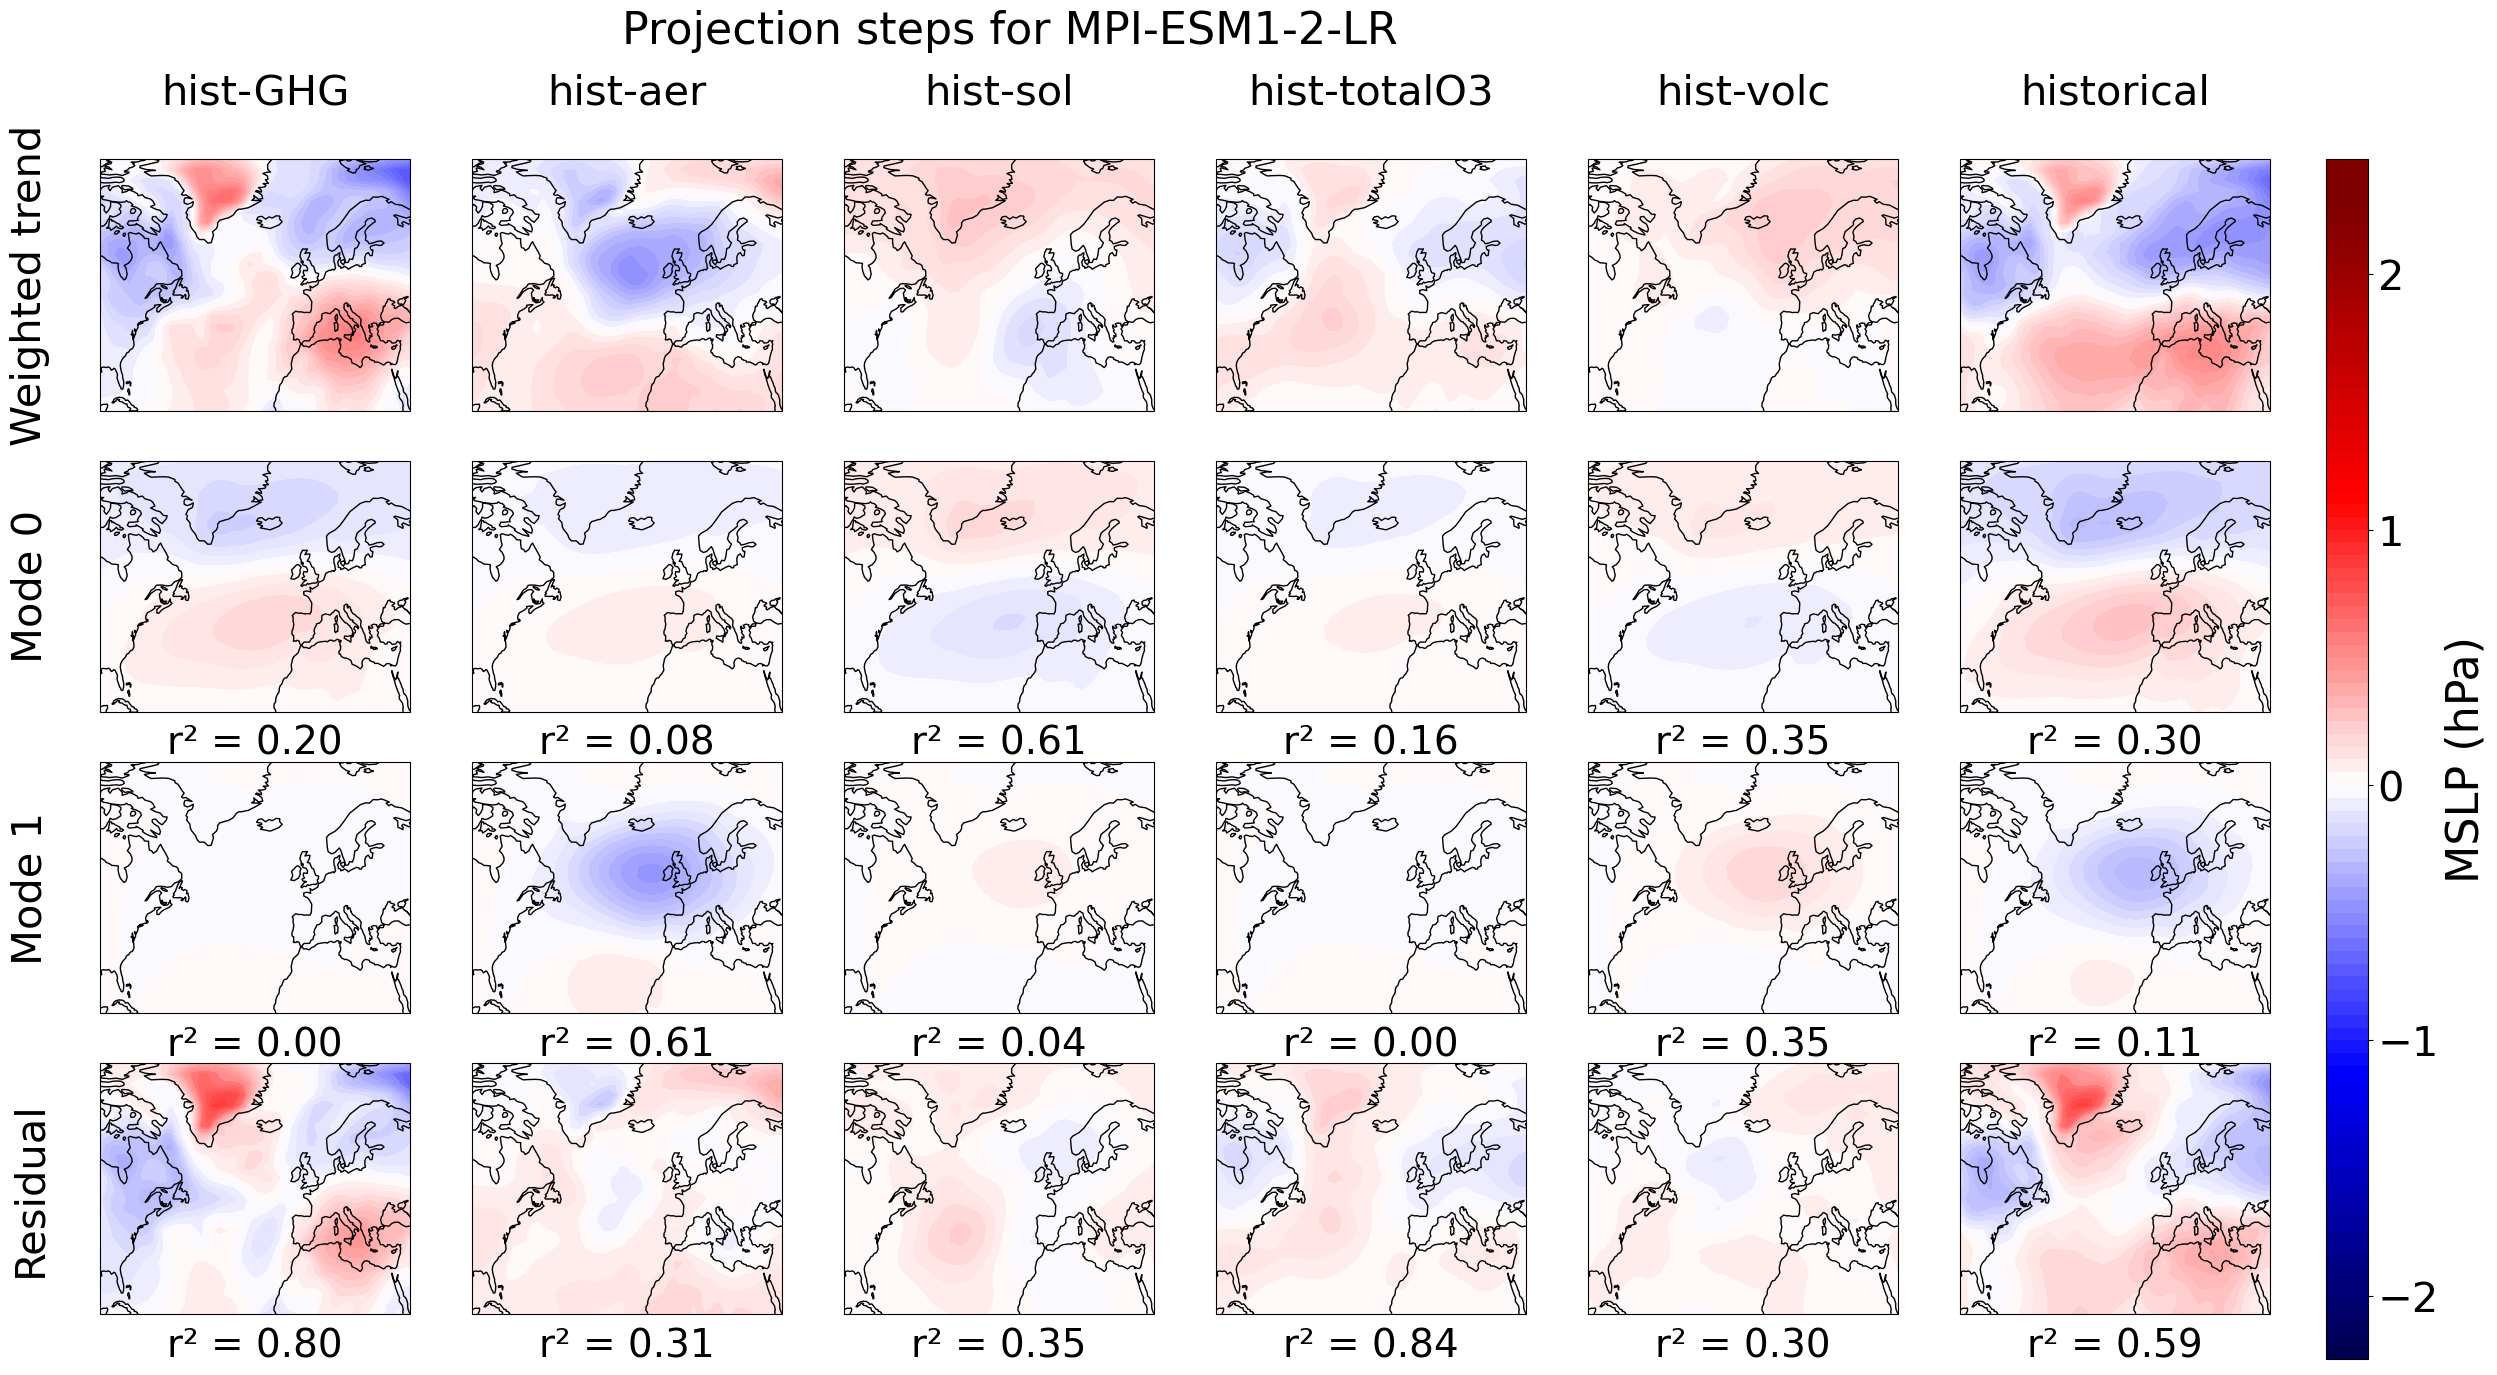 Projection steps for MPI-ESM1-2-LR
hist-GHG hist-aer hist-sol hist-totalO3 hist-volc historical
Weighted trend
Mode 0
r² = 0.20 r² = 0.08 r² = 0.61 r² = 0.16 r² = 0.35 r² = 0.30
Mode 1
r² = 0.00 r² = 0.61 r² = 0.04 r² = 0.00 r² = 0.35 r² = 0.11
Residual
r² = 0.80 r² = 0.31 r² = 0.35 r² = 0.84 r² = 0.30 r² = 0.59
2
1
0
−1
−2
MSLP (hPa)